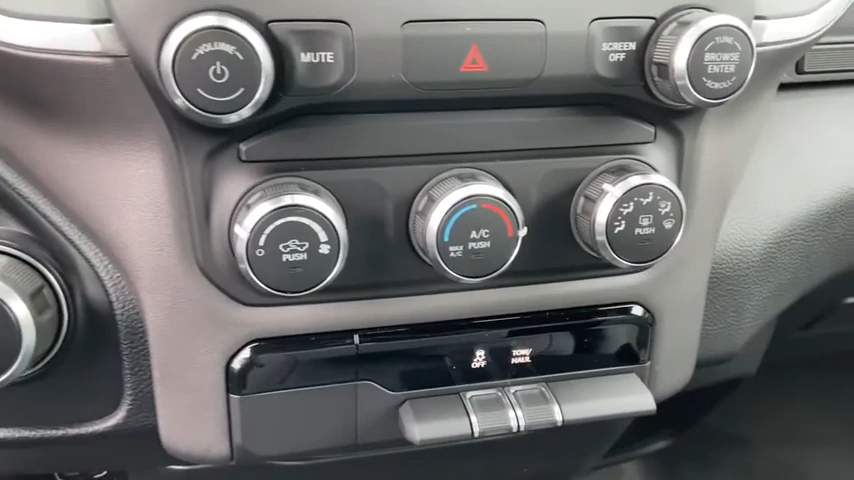 VOLUME
MUTE
SCREEN
OFF
TUNE
BROWSE
ENTER
SCROLL
PUSH
A/C
PUSH
MAX
A/C
PUSH
OFF
TOW/
HAUL